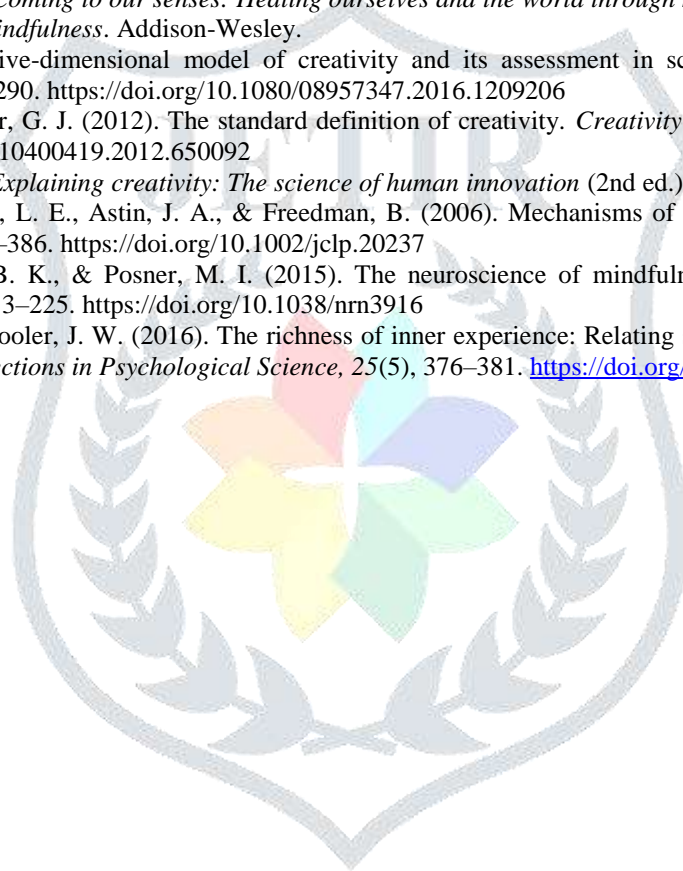 Coming to our senses: Healing ourselves and the world through
indfulness. Addison-Wesley.
ive-dimensional model of creativity and its assessment in sc
290. https://doi.org/10.1080/08957347.2016.1209206
r, G. J. (2012). The standard definition of creativity. Creativity
10400419.2012.650092
Explaining creativity: The science of human innovation (2nd ed.)
, L. E., Astin, J. A., & Freedman, B. (2006). Mechanisms of
–386. https://doi.org/10.1002/jclp.20237
B. K., & Posner, M. I. (2015). The neuroscience of mindfuln
3–225. https://doi.org/10.1038/nrn3916
ooler, J. W. (2016). The richness of inner experience: Relating
ections in Psychological Science, 25(5), 376–381. https://doi.org/
JETIR